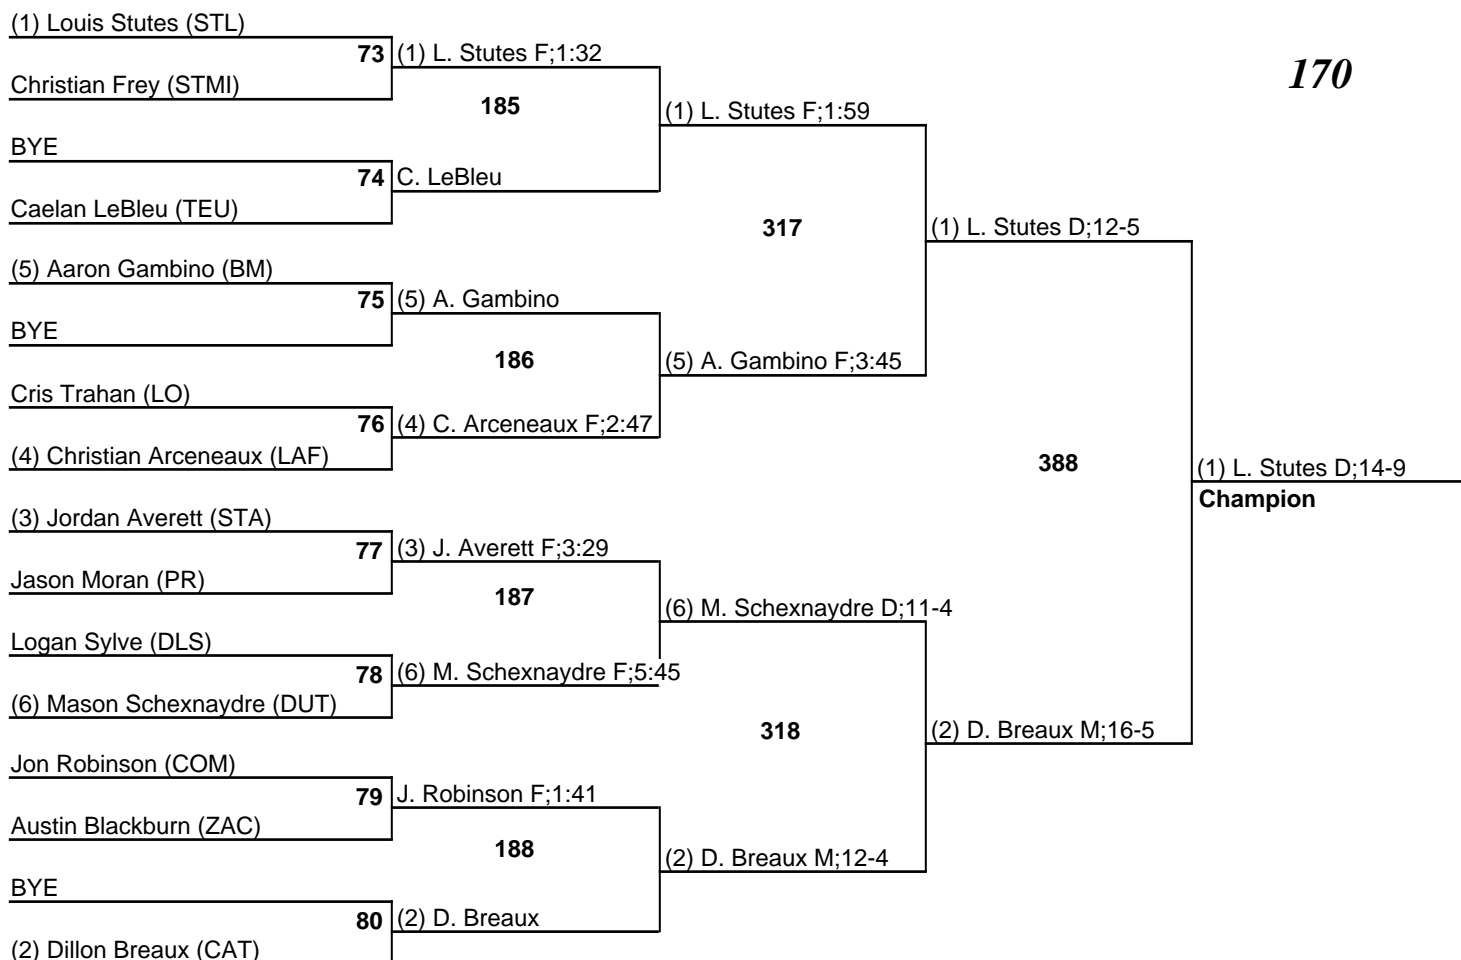 (1) Louis Stutes (STL)
73 (1) L. Stutes F;1:32
170
Christian Frey (STMI)
185
(1) L. Stutes F;1:59
BYE
74 C. LeBleu
Caelan LeBleu (TEU)
317
(1) L. Stutes D;12-5
(5) Aaron Gambino (BM)
75 (5) A. Gambino
BYE
186
(5) A. Gambino F;3:45
Cris Trahan (LO)
76 (4) C. Arceneaux F;2:47
(4) Christian Arceneaux (LAF)
388
(1) L. Stutes D;14-9
Champion
(3) Jordan Averett (STA)
77 (3) J. Averett F;3:29
Jason Moran (PR)
187
(6) M. Schexnaydre D;11-4
Logan Sylve (DLS)
78 (6) M. Schexnaydre F;5:45
(6) Mason Schexnaydre (DUT)
318
(2) D. Breaux M;16-5
Jon Robinson (COM)
79 J. Robinson F;1:41
Austin Blackburn (ZAC)
188
(2) D. Breaux M;12-4
BYE
80 (2) D. Breaux
(2) Dillon Breaux (CAT)